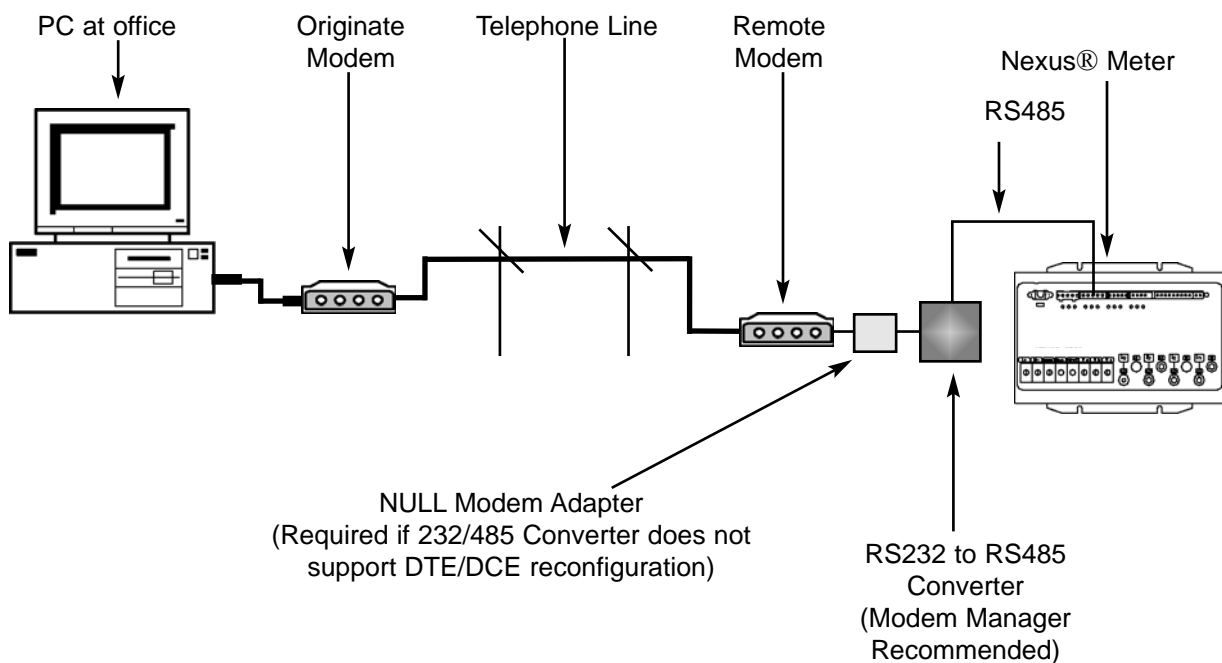 PC at office
Originate
Modem
Telephone Line
Remote
Modem
Nexus® Meter
RS485
NULL Modem Adapter
(Required if 232/485 Converter does not
support DTE/DCE reconfiguration)
RS232 to RS485
Converter
(Modem Manager
Recommended)